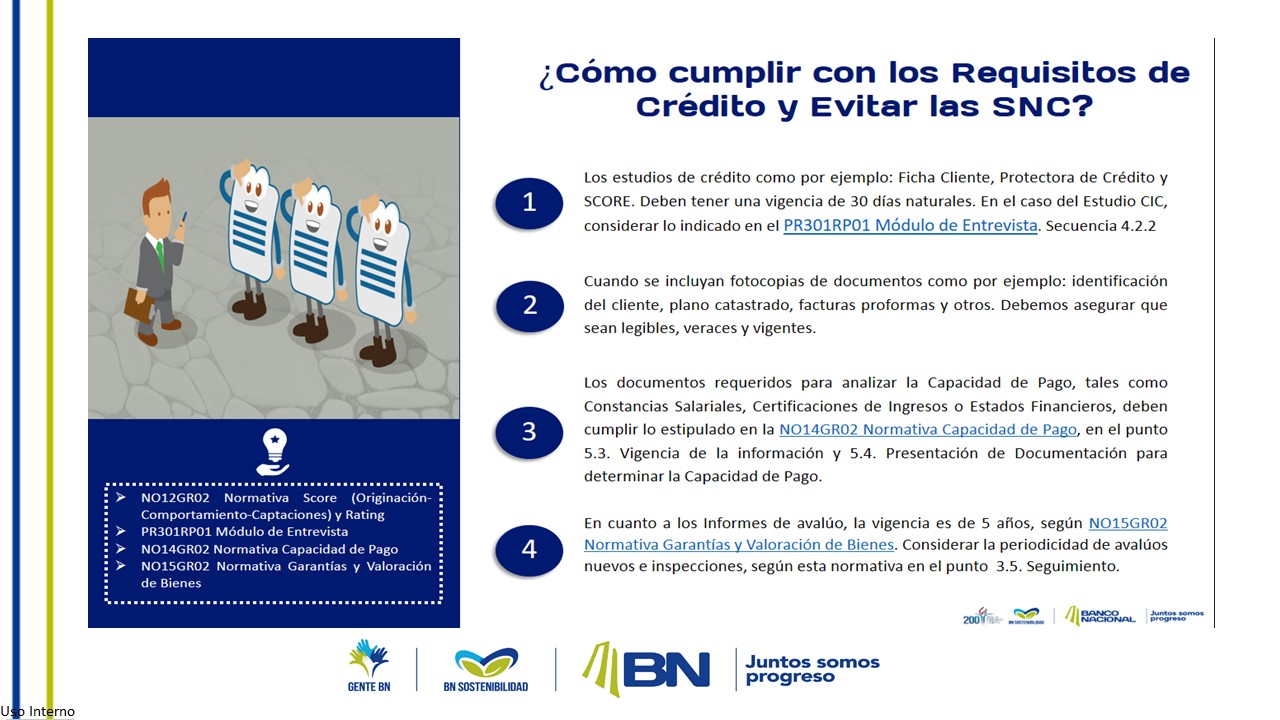 ¿Cómo cumplir con los Requisitos de
Crédito y Evitar las SNC?
1
Los estudios de crédito como por ejemplo: Ficha Cliente, Protectora de Crédito y
SCORE. Deben tener una vigencia de 30 días naturales. En el caso del Estudio CIC,
considerar lo indicado en el PR301RP01 Módulo de Entrevista. Secuencia 4.2.2
2
Cuando se incluyan fotocopias de documentos como por ejemplo: identificación
del cliente, plano catastrado, facturas proformas y otros. Debemos asegurar que
sean legibles, veraces y vigentes.
3
Los documentos requeridos para analizar la Capacidad de Pago, tales como
Constancias Salariales, Certificaciones de Ingresos o Estados Financieros, deben
cumplir lo estipulado en la NO14GR02 Normativa Capacidad de Pago, en el punto
5.3. Vigencia de la información y 5.4. Presentación de Documentación para
determinar la Capacidad de Pago.
4
En cuanto a los Informes de avalúo, la vigencia es de 5 años, según NO15GR02
Normativa Garantías y Valoración de Bienes. Considerar la periodicidad de avalúos
nuevos e inspecciones, según esta normativa en el punto 3.5. Seguimiento.
➢ NO12GR02 Normativa Score (Originación-
Comportamiento-Captaciones) y Rating
➢ PR301RP01 Módulo de Entrevista
➢ NO14GR02 Normativa Capacidad de Pago
➢ NO15GR02 Normativa Garantías y Valoración
de Bienes
200
BN SOSTENIBILIDAD
BANCO
NACIONAL
Juntos somos
progreso
GENTE BN
BN SOSTENIBILIDAD
BN
Juntos somos
progreso
Uso Interno